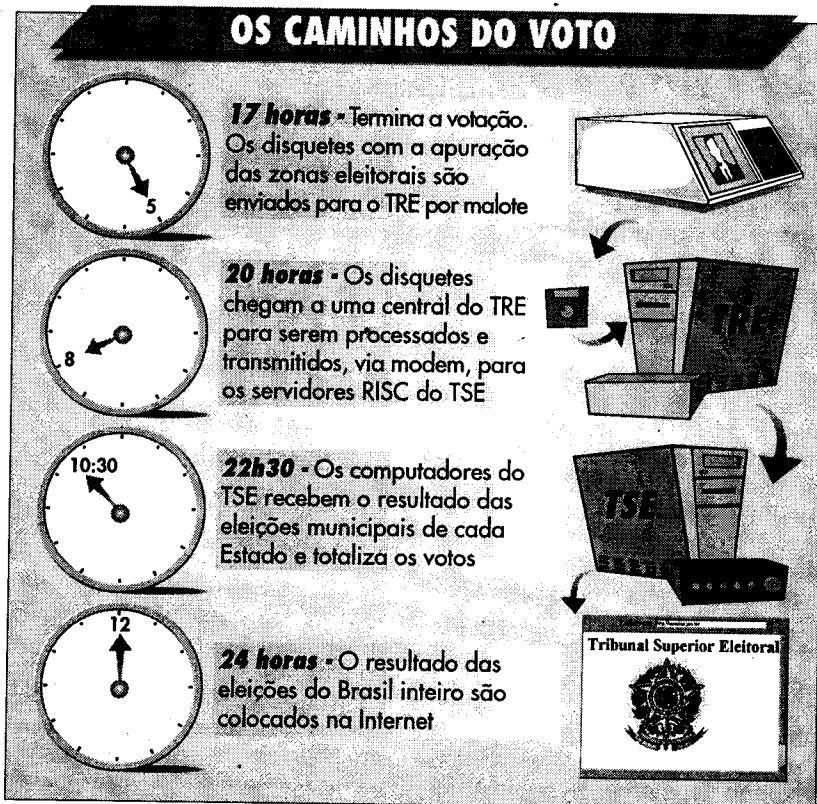 OS CAMINHOS DO VOTO
5
17 horas - Termina a votação.
Os disquetes com a apuração
das zonas eleitorais são
enviados para o TRE por malote
8
20 horas - Os disquetes
chegam a uma central do TRE
para serem processados e
transmitidos, via modem, para
os servidores RISC do TSE
TRE
10:30
22h30 - Os computadores do
TSE recebem o resultado das
eleições municipais de cada
Estado e totaliza os votos
TSE
12
24 horas - O resultado das
eleições do Brasil inteiro são
colocados na Internet
Tribunal Superior Eleitoral